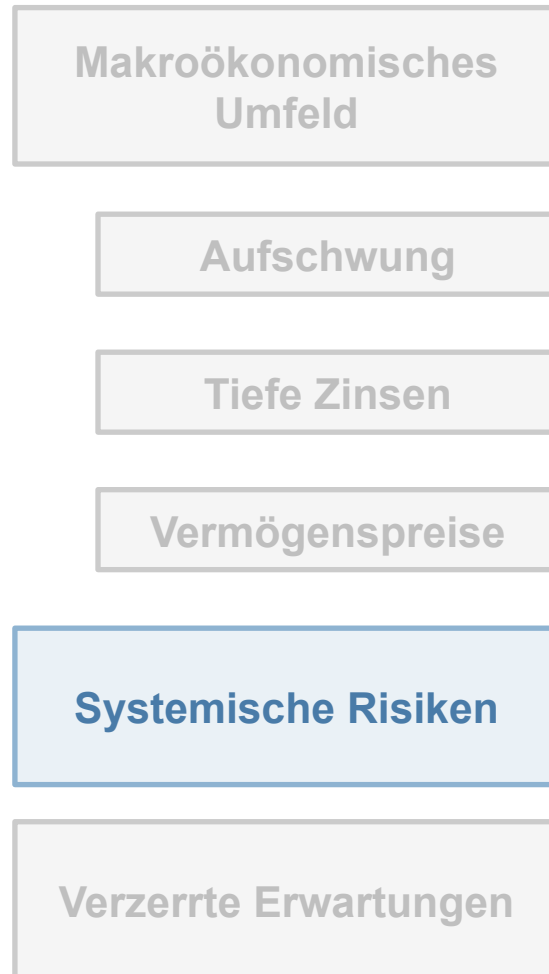 Makroökonomisches
Umfeld
Aufschwung
Tiefe Zinsen
Vermögenspreise
Systemische Risiken
Verzerrte Erwartungen